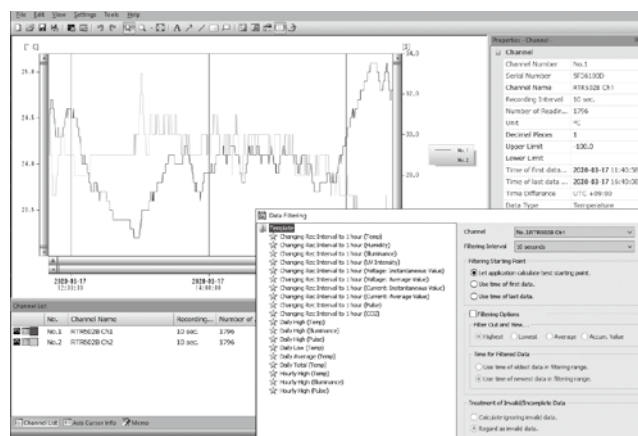 File Edit View Settings Tools Help
[°C]
[%]
25.0
24.5
24.0
23.5
34.0
32.0
30.0
28.0
No.1
No.2
2020-03-17
12:30:30
2020-03-17
14:00:00
Properties - Channel -
Channel
Channel Number No.1
Channel Name RTR502B Ch1
Recording Interval 10 sec.
Number of Readin... 1796
Unit °C
Decimal Places 1
Upper Limit -100.0
Lower Limit
Time of first data... 2020-03-17 11:40:58
Time of last data ...
Time Difference UTC +09:00
Data Type Temperature
Channel List
No. Channel Name Recording... Number of
No.1 RTR502B Ch1 10 sec. 1796
No.2 RTR502B Ch2 10 sec. 1796
Channel List Axis Cursor Info Memo
Data Filtering
Template
Changing Rec Interval to 1 hour (Temp)
Changing Rec Interval to 1 hour (Humidity)
Changing Rec Interval to 1 hour (Illuminance)
Changing Rec Interval to 1 hour (UV Intensity)
Changing Rec Interval to 1 hour (Voltage: Instantaneous Value)
Changing Rec Interval to 1 hour (Voltage: Average Value)
Changing Rec Interval to 1 hour (Current: Instantaneous Value)
Changing Rec Interval to 1 hour (Current: Average Value)
Changing Rec Interval to 1 hour (Pulse)
Changing Rec Interval to 1 hour (CO2)
Daily High (Temp)
Daily High (Illuminance)
Daily High (Pulse)
Daily Low (Temp)
Daily Average (Temp)
Daily Total (Temp)
Hourly High (Temp)
Hourly High (Illuminance)
Hourly High (Pulse)
Channel No.1:RTR502B Ch1
Filtering Interval 10 seconds
Filtering Starting Point
Let application calculate best starting point.
Use time of first data.
Use time of last data.
Filtering Options
Filter Out and View...
Highest Lowest Average Accum. Value
Time for Filtered Data
Use time of oldest data in filtering range.
Use time of newest data in filtering range.
Treatment of Invalid/Incomplete Data
Calculate ignoring invalid data.
Regard as invalid data.